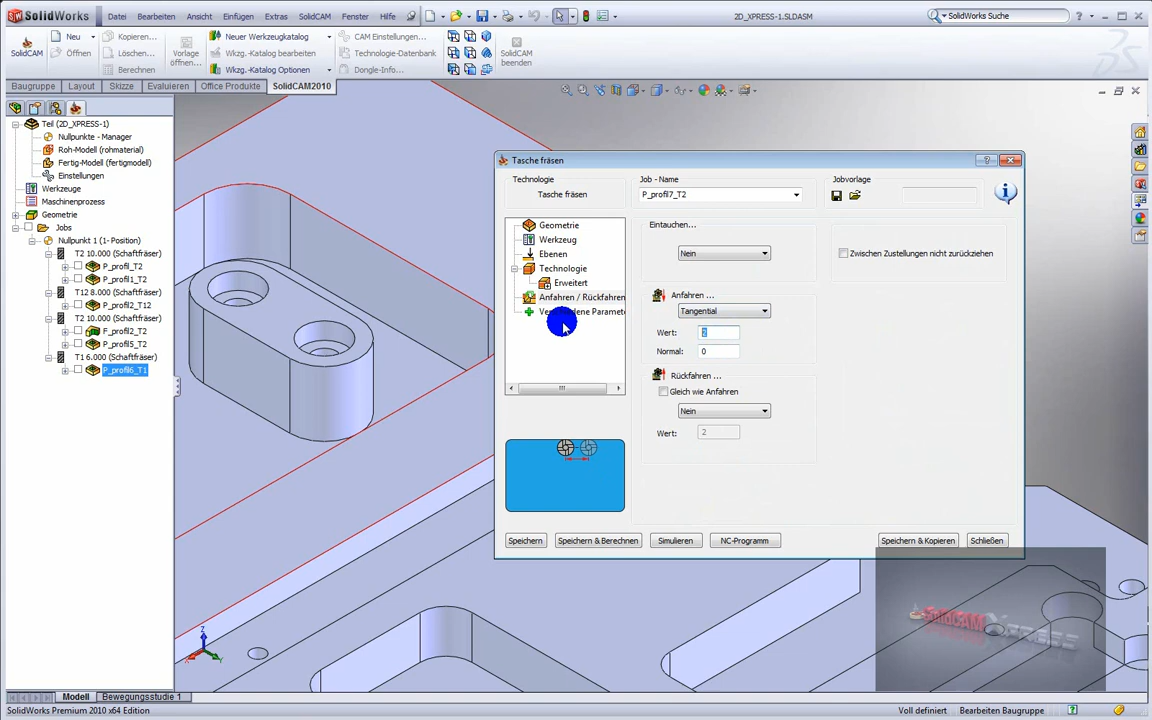 SolidWorks Datei Bearbeiten Ansicht Einfügen Extras SolidCAM Fenster Hilfe 2D_XPRESS-1.SLDASM SolidWorks Suche
SolidCAM
Neu
Öffnen
Kopieren...
Löschen...
Berechnen
Vorlage
öffnen...
Neuer Werkzeugkatalog
Wkzg.-Katalog bearbeiten
Wkzg.-Katalog Optionen
CAM Einstellungen...
Technologie-Datenbank
Dongle-Info...
SolidCAM
beenden
Baugruppe Layout Skizze Evaluieren Office Produkte SolidCAM2010
Teil (2D_XPRESS-1)
Nullpunkte - Manager
Roh-Modell (rohmaterial)
Fertig-Modell (fertigmodell)
Einstellungen
Werkzeuge
Maschinenprozess
Geometrie
Jobs
Nullpunkt 1 (1- Position)
T2 10.000 (Schaftfräser)
P_profil_T2
P_profil1_T2
T12 8.000 (Schaftfräser)
P_profil2_T12
T2 10.000 (Schaftfräser)
F_profil2_T2
P_profil5_T2
T1 6.000 (Schaftfräser)
P_profil6_T1
Tasche fräsen
Technologie
Tasche fräsen
Job - Name
P_profil7_T2
Jobvorlage
Geometrie
Werkzeug
Ebenen
Technologie
Erweitert
Anfahren / Rückfahren
Eintauchen...
Nein
Zwischen Zustellungen nicht zurückziehen
Anfahren ...
Tangential
Wert: 2
Normal: 0
Rückfahren ...
Gleich wie Anfahren
Nein
Wert: 2
Speichern Speichern & Berechnen Simulieren NC-Programm Speichern & Kopieren Schließen
SolidCAM XPRESS
Z
X
Y
Modell Bewegungsstudie 1
SolidWorks Premium 2010 x64 Edition Voll definiert Bearbeiten Baugruppe